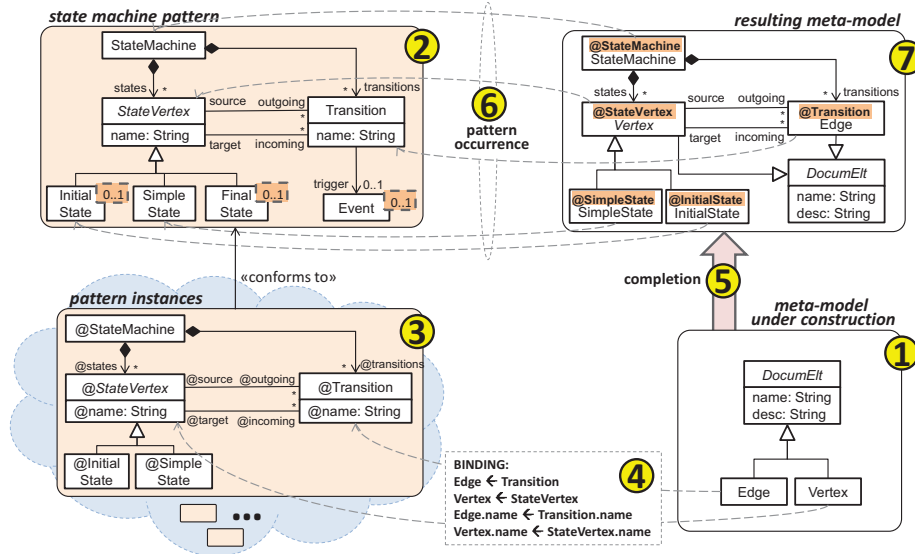 state machine pattern
2
StateMachine
states
*
*
transitions
StateVertex
name: String
source
outgoing
*
*
target
incoming
Transition
name: String
Initial
State
0..1
Simple
State
Final
State
0..1
trigger
0..1
Event
0..1
6
pattern
occurrence
resulting meta-model
7
@StateMachine
StateMachine
states
*
*
transitions
@StateVertex
Vertex
source
outgoing
*
*
target
incoming
@Transition
Edge
DocumElt
name: String
desc: String
@SimpleState
SimpleState
@InitialState
InitialState
«conforms to»
completion
5
pattern instances
3
@StateMachine
@states
*
*
@transitions
@StateVertex
@name: String
@source
@outgoing
*
*
@target
@incoming
@Transition
@name: String
@Initial
State
@Simple
State
...
meta-model
under construction
1
DocumElt
name: String
desc: String
Edge
Vertex
4
BINDING:
Edge ← Transition
Vertex ← StateVertex
Edge.name ← Transition.name
Vertex.name ← StateVertex.name